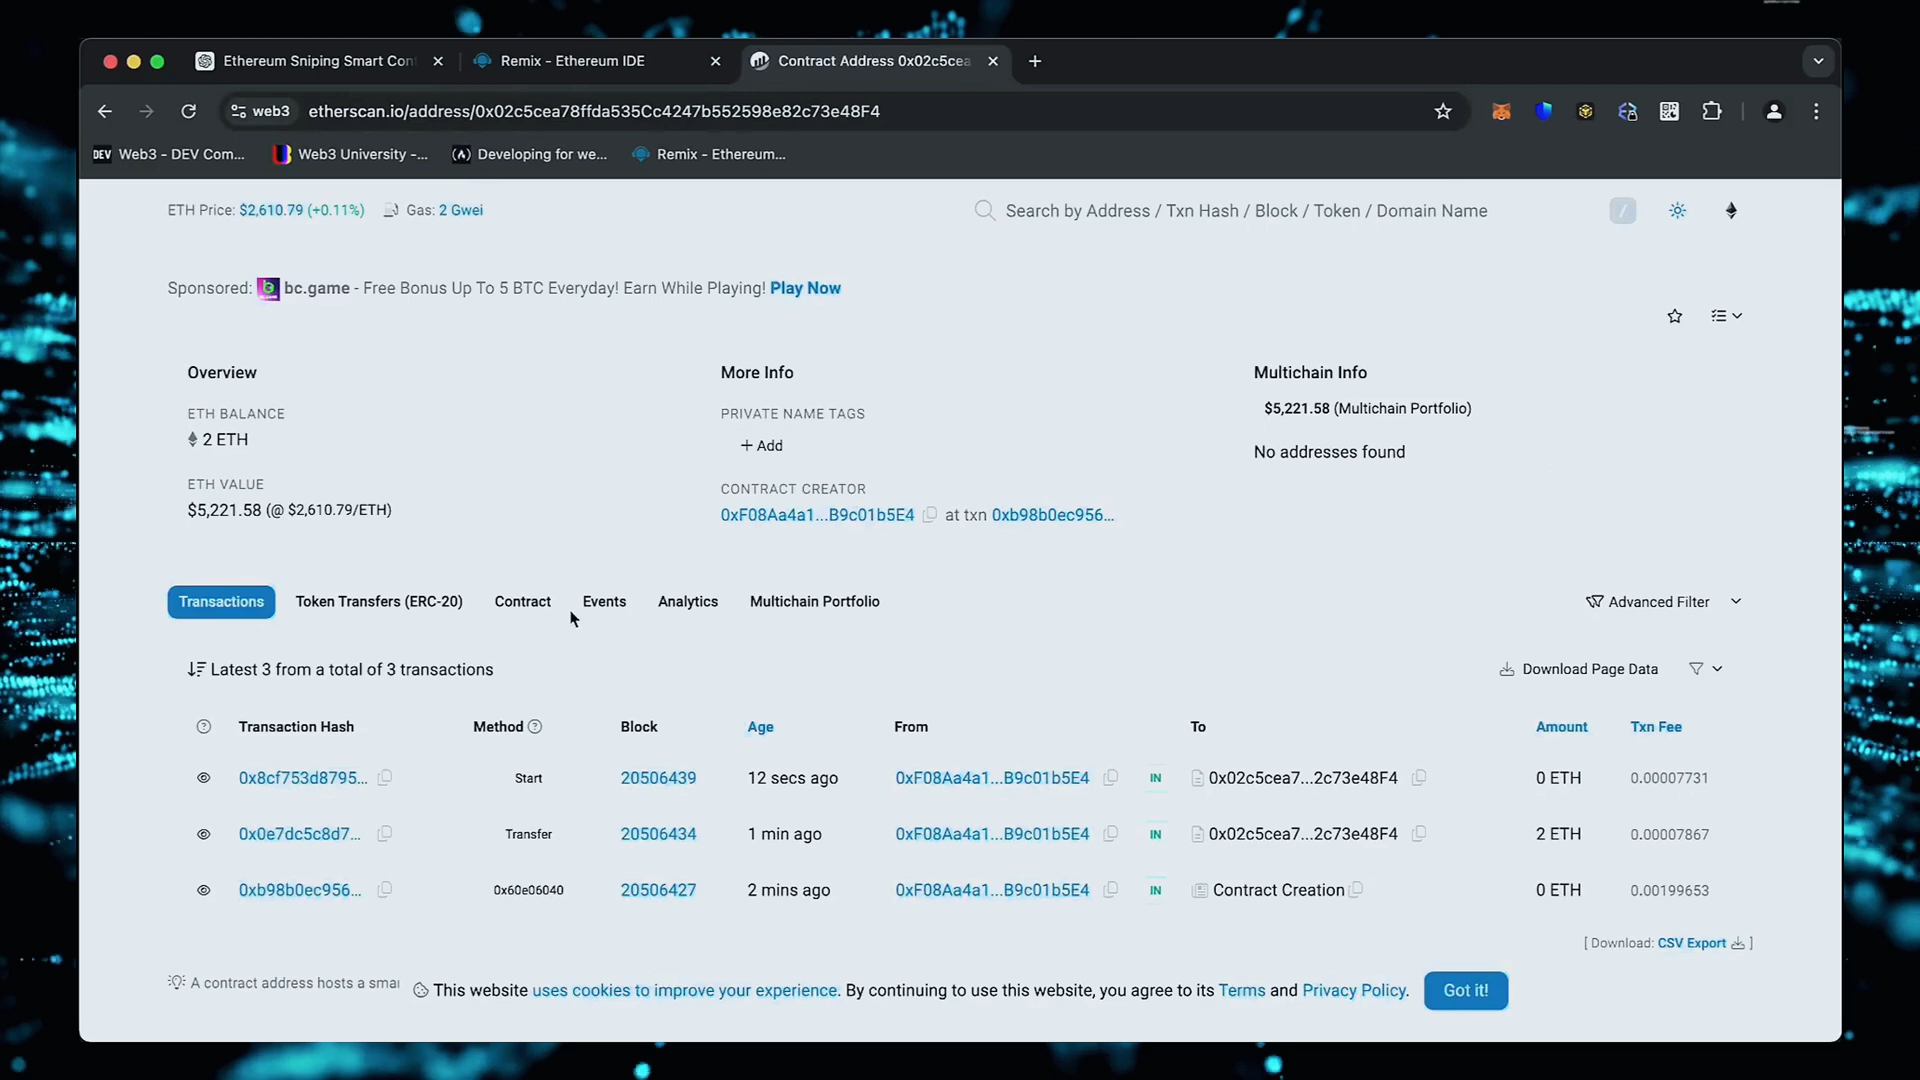 Ethereum Sniping Smart Con
Remix - Ethereum IDE
Contract Address 0x02c5cea
web3
etherscan.io/address/0x02c5cea78ffda535Cc4247b552598e82c73e48F4
DEV Web3 - DEV Com...
Web3 University -...
Developing for we...
Remix - Ethereum...
ETH Price: $2,610.79 (+0.11%)
Gas: 2 Gwei
Search by Address / Txn Hash / Block / Token / Domain Name
/
Sponsored: bc.game - Free Bonus Up To 5 BTC Everyday! Earn While Playing! Play Now
Overview
ETH BALANCE
2 ETH
ETH VALUE
$5,221.58 (@ $2,610.79/ETH)
More Info
PRIVATE NAME TAGS
+ Add
CONTRACT CREATOR
0xF08Aa4a1...B9c01b5E4 at txn 0xb98b0ec956...
Multichain Info
$5,221.58 (Multichain Portfolio)
No addresses found
Transactions
Token Transfers (ERC-20)
Contract
Events
Analytics
Multichain Portfolio
Advanced Filter
Latest 3 from a total of 3 transactions
Download Page Data
Transaction Hash Method Block Age From To Amount Txn Fee
0x8cf753d8795... Start 20506439 12 secs ago 0xF08Aa4a1...B9c01b5E4 IN 0x02c5cea7...2c73e48F4 0 ETH 0.00007731
0x0e7dc5c8d7... Transfer 20506434 1 min ago 0xF08Aa4a1...B9c01b5E4 IN 0x02c5cea7...2c73e48F4 2 ETH 0.00007867
0xb98b0ec956... 0x60e06040 20506427 2 mins ago 0xF08Aa4a1...B9c01b5E4 IN Contract Creation 0 ETH 0.00199653
[ Download: CSV Export ]
A contract address hosts a smar
This website uses cookies to improve your experience. By continuing to use this website, you agree to its Terms and Privacy Policy.
Got it!